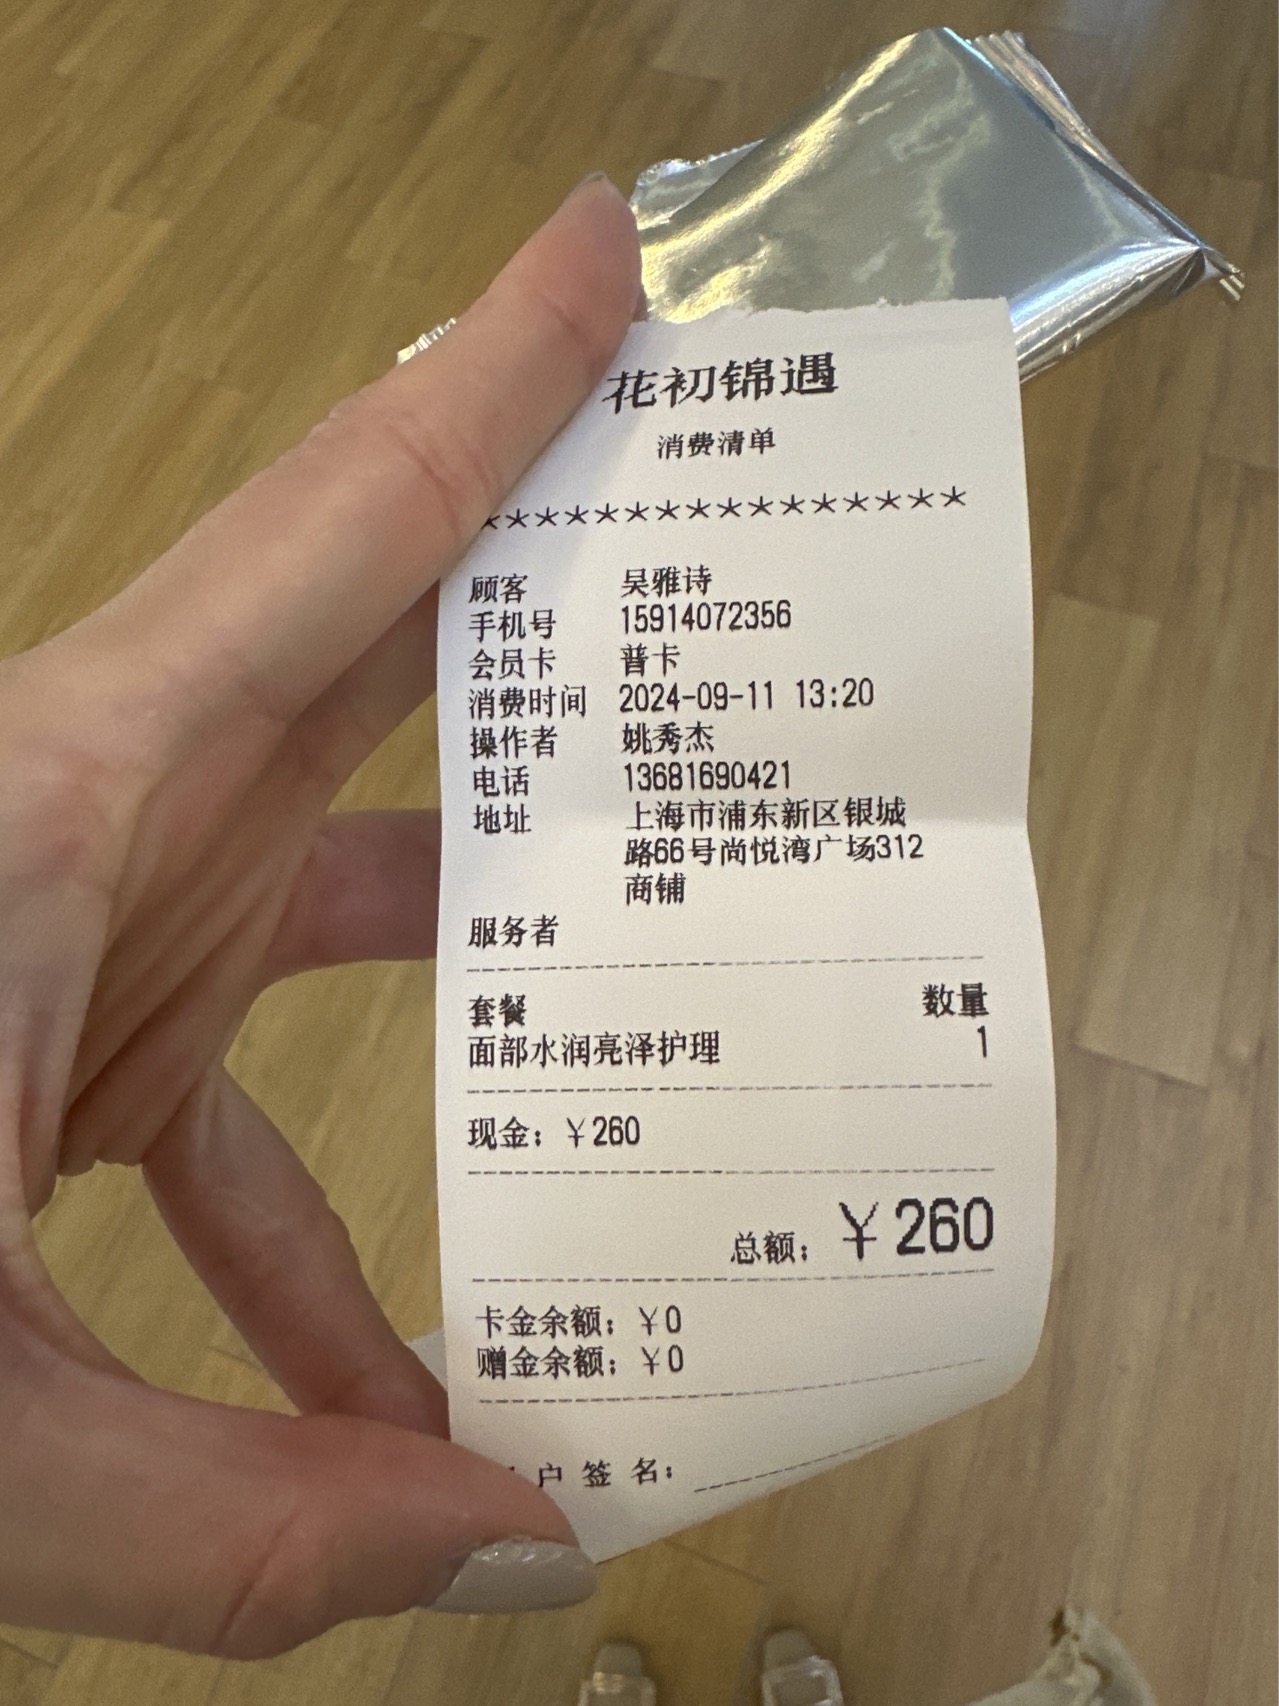 花初锦遇
消费清单
****************
顾客 吴雅诗
手机号 15914072356
会员卡 普卡
消费时间 2024-09-11 13:20
操作者 姚秀杰
电话 13681690421
地址 上海市浦东新区银城
路66号尚悦湾广场312
商铺
服务者
套餐 数量
面部水润亮泽护理 1
现金：￥260
总额：￥260
卡金余额：￥0
赠金余额：￥0
户 签 名：